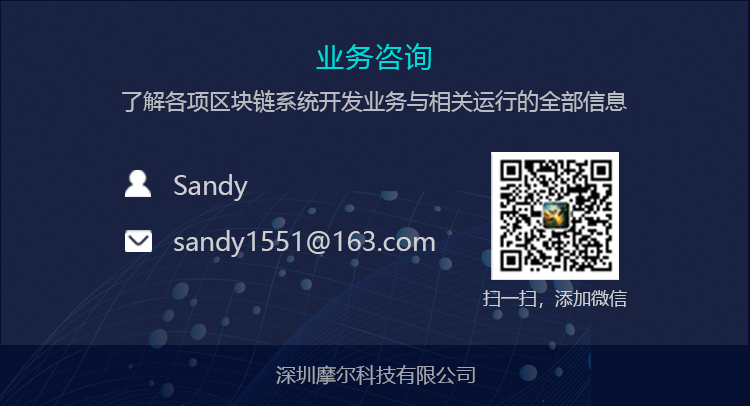 业务咨询
了解各项区块链系统开发业务与相关运行的全部信息
Sandy
sandy1551@163.com
扫一扫，添加微信
深圳摩尔科技有限公司